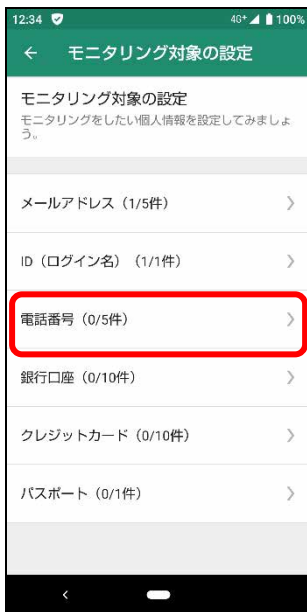 12:34 4G+ 100%
← モニタリング対象の設定
モニタリング対象の設定
モニタリングをしたい個人情報を設定してみましょ
う。
メールアドレス（1/5件）
ID（ログイン名）（1/1件）
電話番号（0/5件）
銀行口座（0/10件）
クレジットカード（0/10件）
パスポート（0/1件）